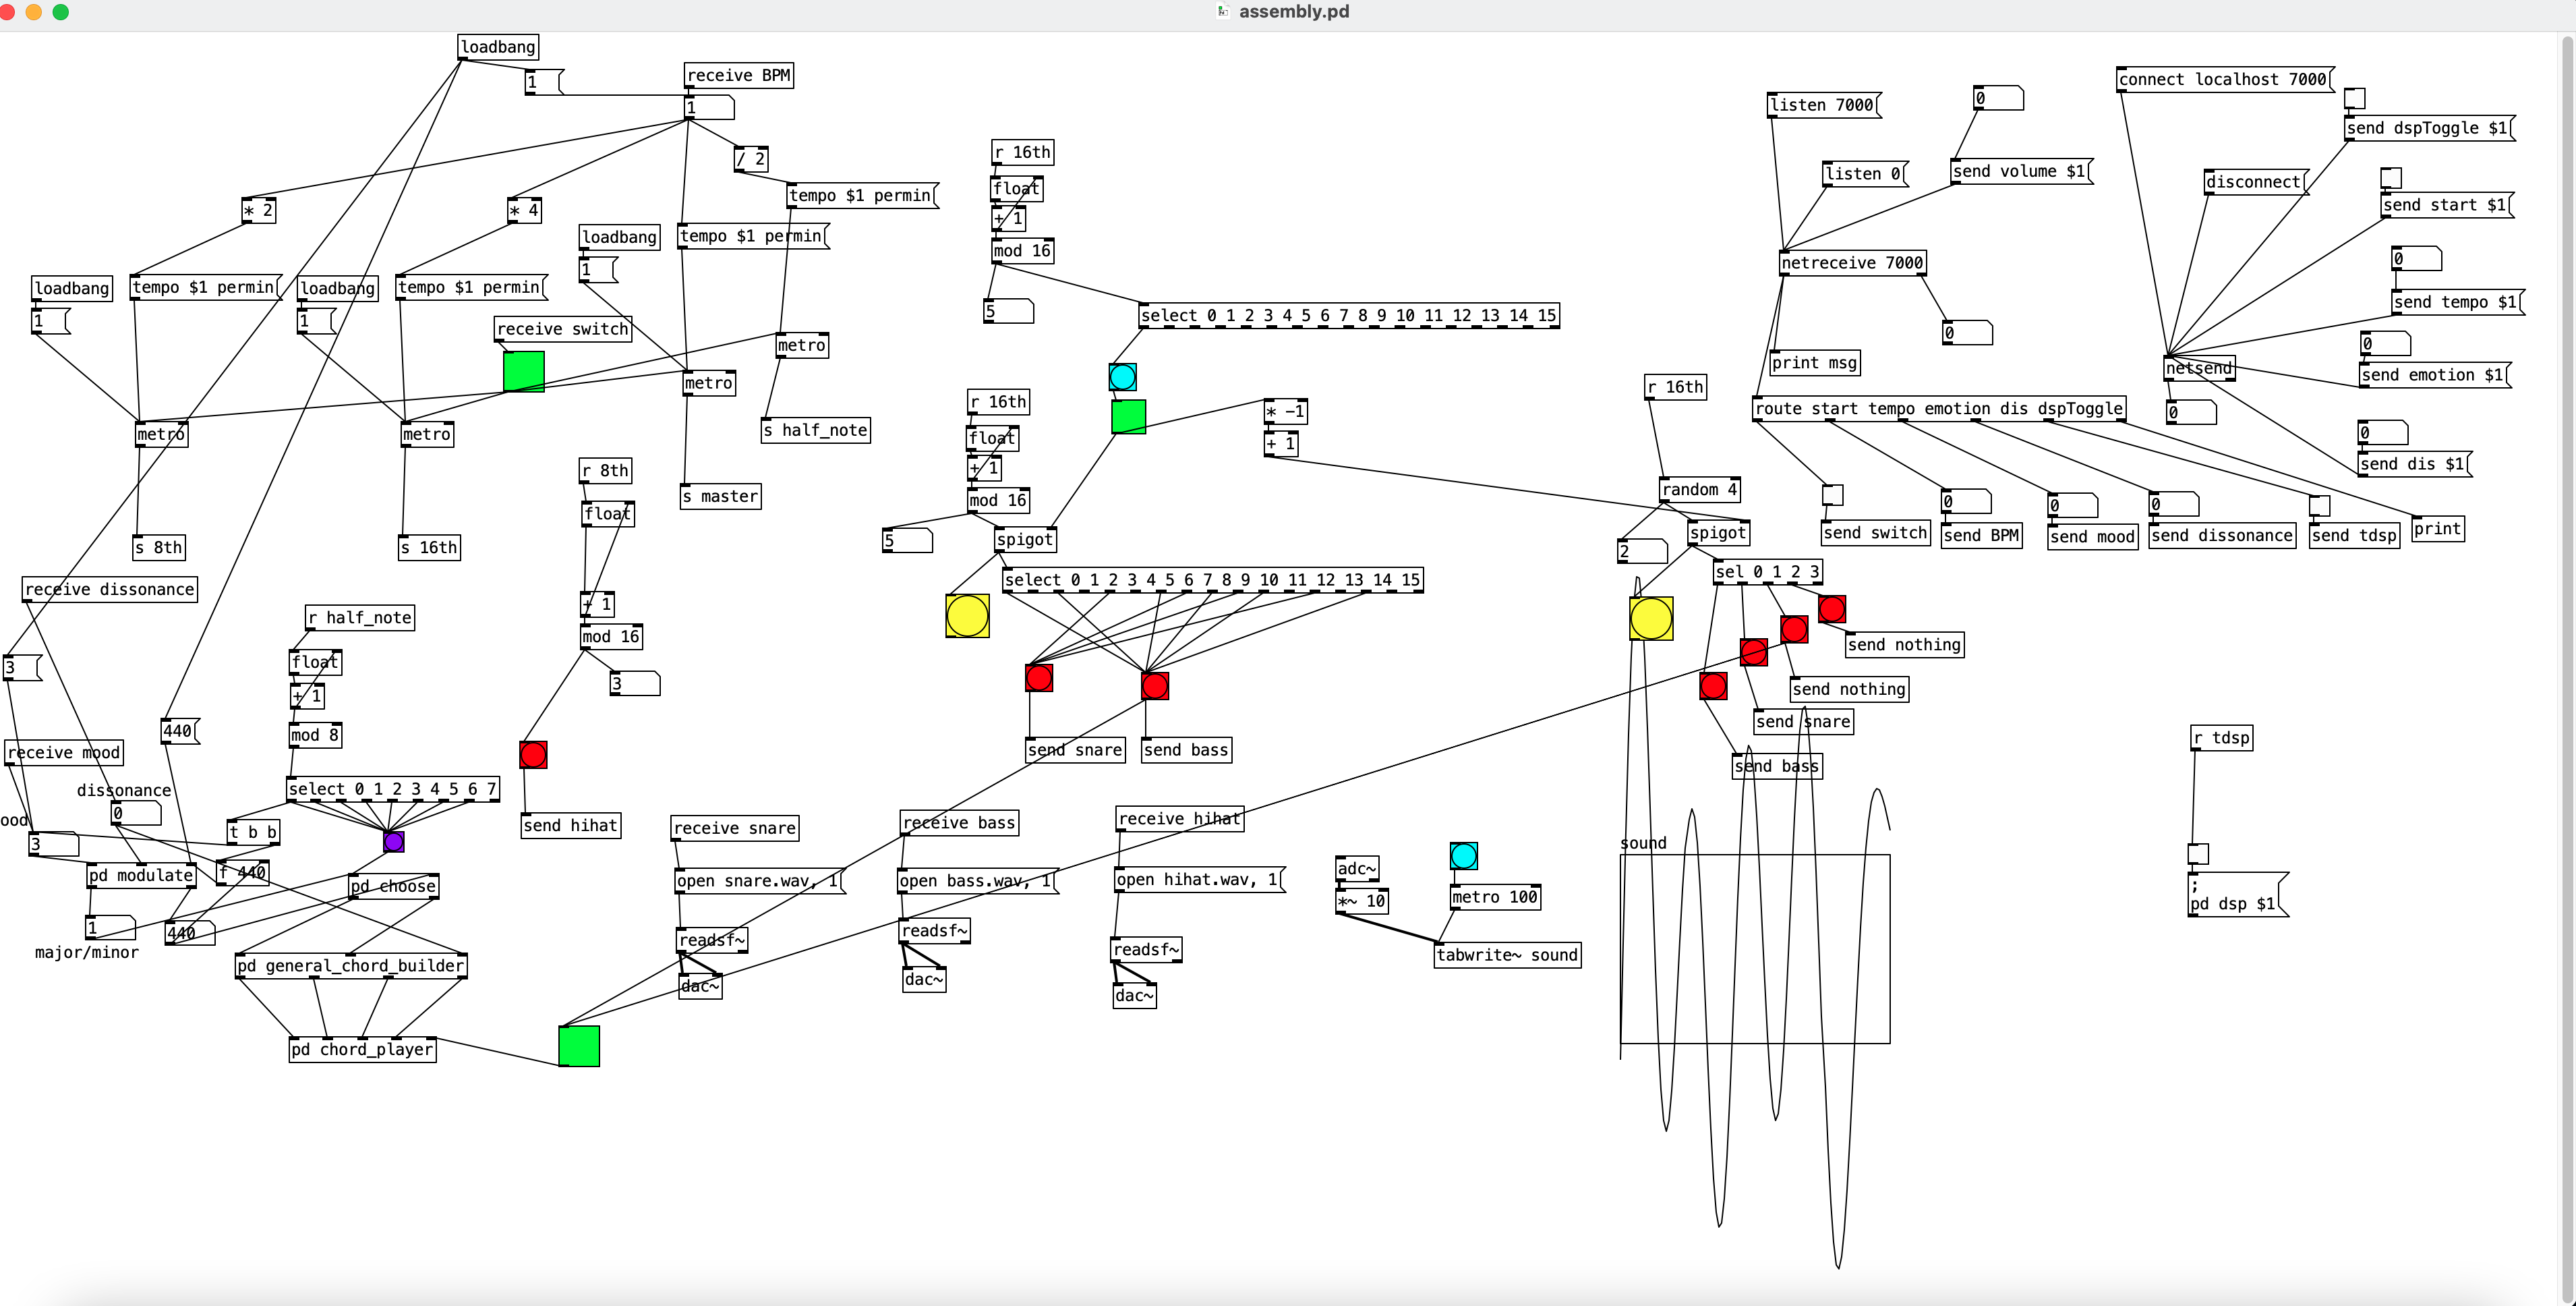 assembly.pd
loadbang
1
receive BPM
1
/ 2
tempo $1 permin
* 2
* 4
loadbang
1
tempo $1 permin
loadbang
1
tempo $1 permin
loadbang
1
tempo $1 permin
receive switch
metro
metro
metro
metro
s half_note
s master
s 8th
s 16th
r 16th
float
+ 1
mod 16
5
select 0 1 2 3 4 5 6 7 8 9 10 11 12 13 14 15
r 16th
float
+ 1
mod 16
5
spigot
* -1
+ 1
select 0 1 2 3 4 5 6 7 8 9 10 11 12 13 14 15
send snare
send bass
r 8th
float
+ 1
mod 16
3
send hihat
receive dissonance
3
440
receive mood
dissonance
0
ood
3
pd modulate
1
440
major/minor
r half_note
float
+ 1
mod 8
select 0 1 2 3 4 5 6 7
t b b
f 440
pd choose
pd general_chord_builder
pd chord_player
receive snare
open snare.wav, 1
readsf~
dac~
receive bass
open bass.wav, 1
readsf~
dac~
receive hihat
open hihat.wav, 1
readsf~
dac~
adc~
*~ 10
metro 100
tabwrite~ sound
r 16th
random 4
2
spigot
sel 0 1 2 3
send nothing
send nothing
send snare
send bass
sound
listen 7000
0
listen 0
send volume $1
netreceive 7000
0
print msg
route start tempo emotion dis dspToggle
send switch
0
send BPM
0
send mood
0
send dissonance
send tdsp
print
connect localhost 7000
send dspToggle $1
disconnect
send start $1
0
send tempo $1
0
send emotion $1
netsend
0
0
send dis $1
r tdsp
;
pd dsp $1